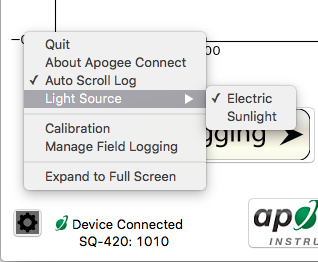 Quit
About Apogee Connect
✓ Auto Scroll Log
Light Source ▶
✓ Electric
Sunlight
Calibration
Manage Field Logging
Expand to Full Screen
Device Connected
SQ-420: 1010